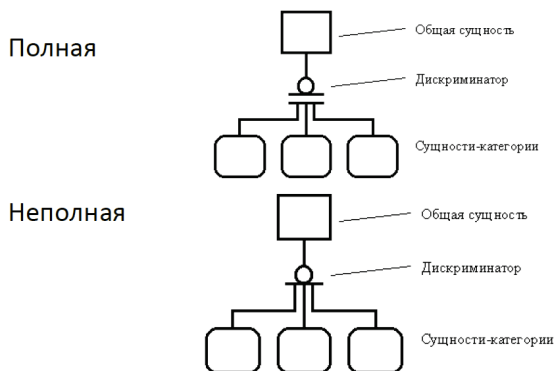 Полная
Общая сущность
Дискриминатор
Сущности-категории
Неполная
Общая сущность
Дискриминатор
Сущности-категории